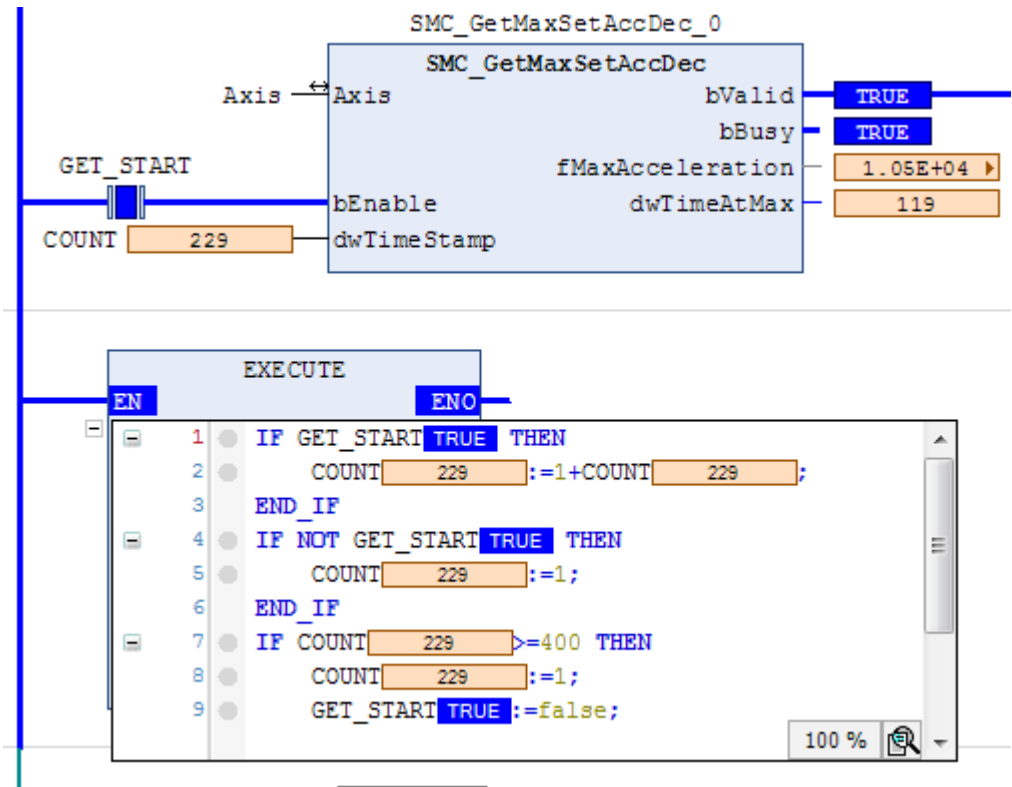 SMC_GetMaxSetAccDec_0
SMC_GetMaxSetAccDec
Axis Axis bValid TRUE
bBusy TRUE
GET_START fMaxAcceleration 1.05E+04
bEnable dwTimeAtMax 119
COUNT 229 dwTimeStamp
EXECUTE
EN ENO
1 IF GET_START TRUE THEN
2 COUNT 229 :=1+COUNT 229 ;
3 END_IF
4 IF NOT GET_START TRUE THEN
5 COUNT 229 :=1;
6 END_IF
7 IF COUNT 229 >=400 THEN
8 COUNT 229 :=1;
9 GET_START TRUE :=false;
100 %